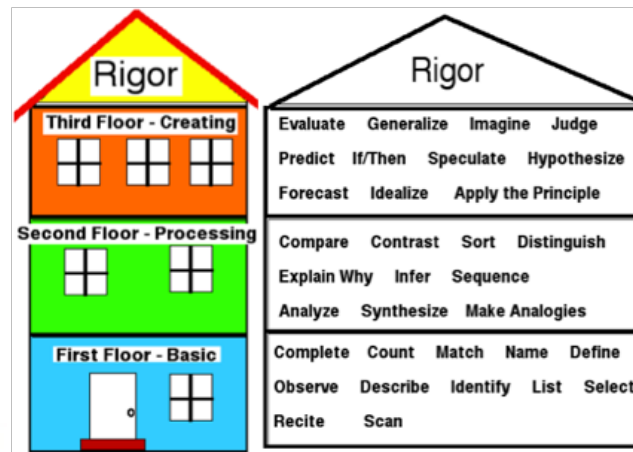 Rigor
Third Floor - Creating
Second Floor - Processing
First Floor - Basic
Rigor
Evaluate Generalize Imagine Judge
Predict If/Then Speculate Hypothesize
Forecast Idealize Apply the Principle
Compare Contrast Sort Distinguish
Explain Why Infer Sequence
Analyze Synthesize Make Analogies
Complete Count Match Name Define
Observe Describe Identify List Select
Recite Scan